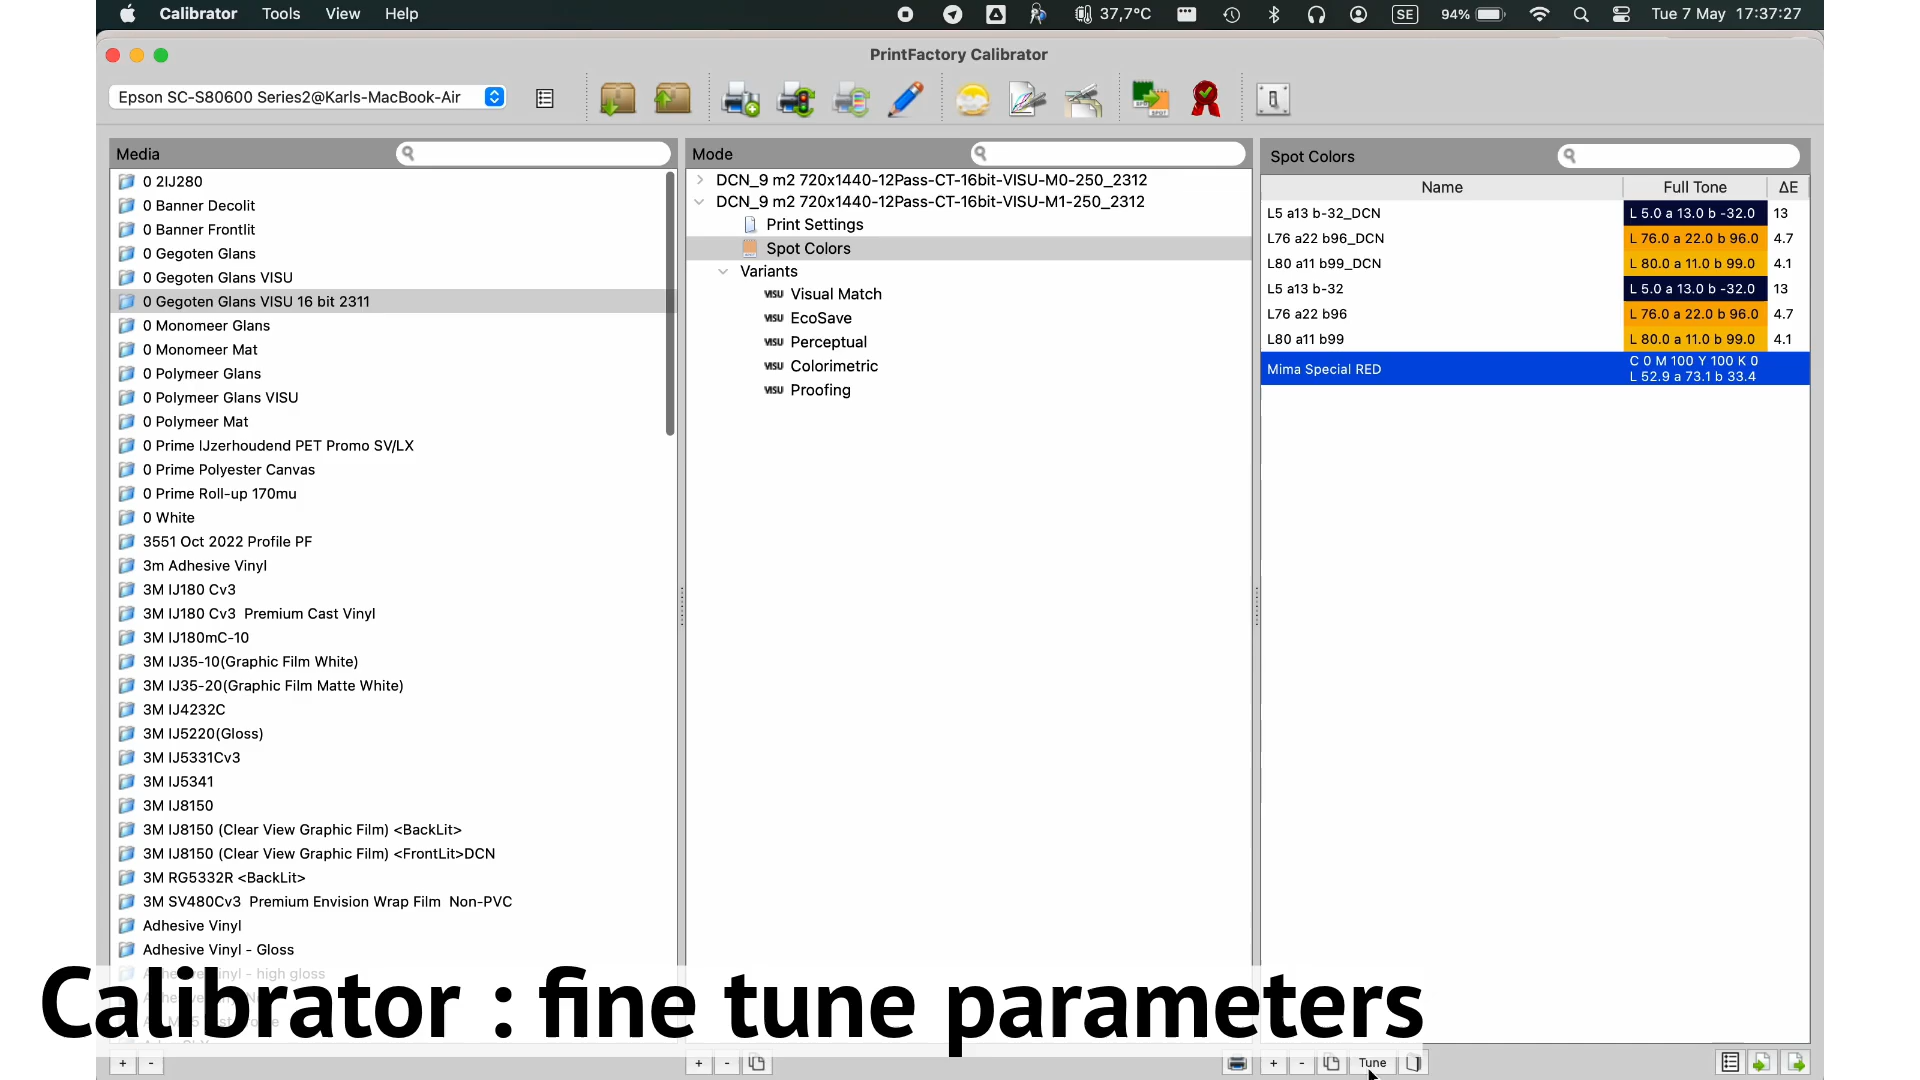 Calibrator Tools View Help 37,7°C SE 94% Tue 7 May 17:37:27
PrintFactory Calibrator
Epson SC-S80600 Series2@Karls-MacBook-Air
Media
0 2IJ280
0 Banner Decolit
0 Banner Frontlit
0 Gegoten Glans
0 Gegoten Glans VISU
0 Gegoten Glans VISU 16 bit 2311
0 Monomeer Glans
0 Monomeer Mat
0 Polymeer Glans
0 Polymeer Glans VISU
0 Polymeer Mat
0 Prime IJzerhoudend PET Promo SV/LX
0 Prime Polyester Canvas
0 Prime Roll-up 170mu
0 White
3551 Oct 2022 Profile PF
3m Adhesive Vinyl
3M IJ180 Cv3
3M IJ180 Cv3 Premium Cast Vinyl
3M IJ180mC-10
3M IJ35-10(Graphic Film White)
3M IJ35-20(Graphic Film Matte White)
3M IJ4232C
3M IJ5220(Gloss)
3M IJ5331Cv3
3M IJ5341
3M IJ8150
3M IJ8150 (Clear View Graphic Film) <BackLit>
3M IJ8150 (Clear View Graphic Film) <FrontLit>DCN
3M RG5332R <BackLit>
3M SV480Cv3 Premium Envision Wrap Film Non-PVC
Adhesive Vinyl
Adhesive Vinyl - Gloss
Mode
DCN_9 m2 720x1440-12Pass-CT-16bit-VISU-M0-250_2312
DCN_9 m2 720x1440-12Pass-CT-16bit-VISU-M1-250_2312
Print Settings
Spot Colors
Variants
VISU Visual Match
VISU EcoSave
VISU Perceptual
VISU Colorimetric
VISU Proofing
Spot Colors
Name Full Tone ΔE
L5 a13 b-32_DCN L 5.0 a 13.0 b -32.0 13
L76 a22 b96_DCN L 76.0 a 22.0 b 96.0 4.7
L80 a11 b99_DCN L 80.0 a 11.0 b 99.0 4.1
L5 a13 b-32 L 5.0 a 13.0 b -32.0 13
L76 a22 b96 L 76.0 a 22.0 b 96.0 4.7
L80 a11 b99 L 80.0 a 11.0 b 99.0 4.1
Mima Special RED C 0 M 100 Y 100 K 0
L 52.9 a 73.1 b 33.4
Calibrator : fine tune parameters
+ - + - + - Tune